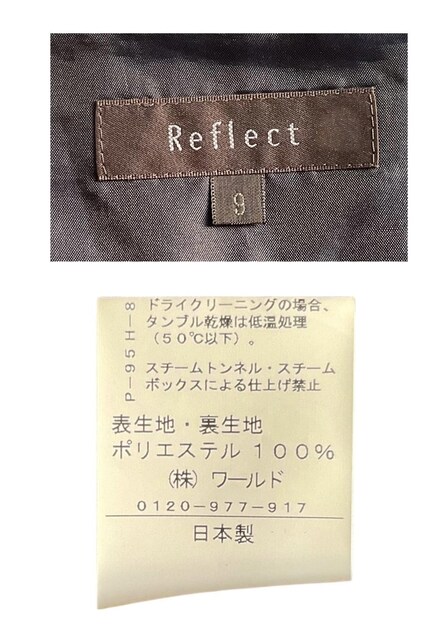 Reflect
9
ドライクリーニングの場合、
タンブル乾燥は低温処理
（５０℃以下）。
スチームトンネル・スチーム
ボックスによる仕上げ禁止
P-95H-8
表生地・裏生地
ポリエステル １００％
（株）ワールド
0120-977-917
日本製